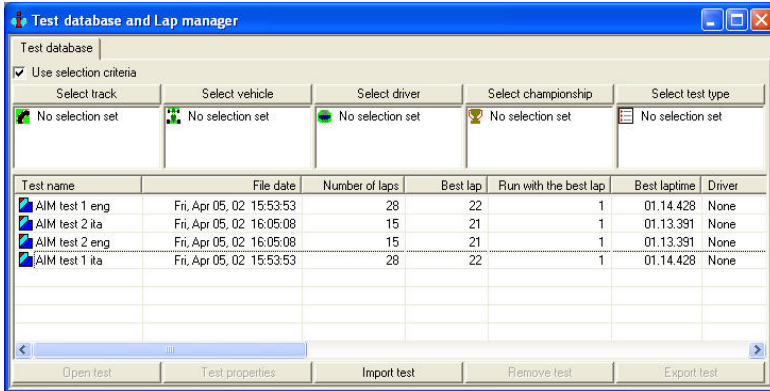 Test database and Lap manager
Test database
Use selection criteria
Select track Select vehicle Select driver Select championship Select test type
No selection set No selection set No selection set No selection set No selection set
Test name File date Number of laps Best lap Run with the best lap Best laptime Driver
AIM test 1 eng Fri, Apr 05, 02 15:53:53 28 22 1 01.14.428 None
AIM test 2 ita Fri, Apr 05, 02 16:05:08 15 21 1 01.13.391 None
AIM test 2 eng Fri, Apr 05, 02 16:05:08 15 21 1 01.13.391 None
AIM test 1 ita Fri, Apr 05, 02 15:53:53 28 22 1 01.14.428 None
Open test Test properties Import test Remove test Export test